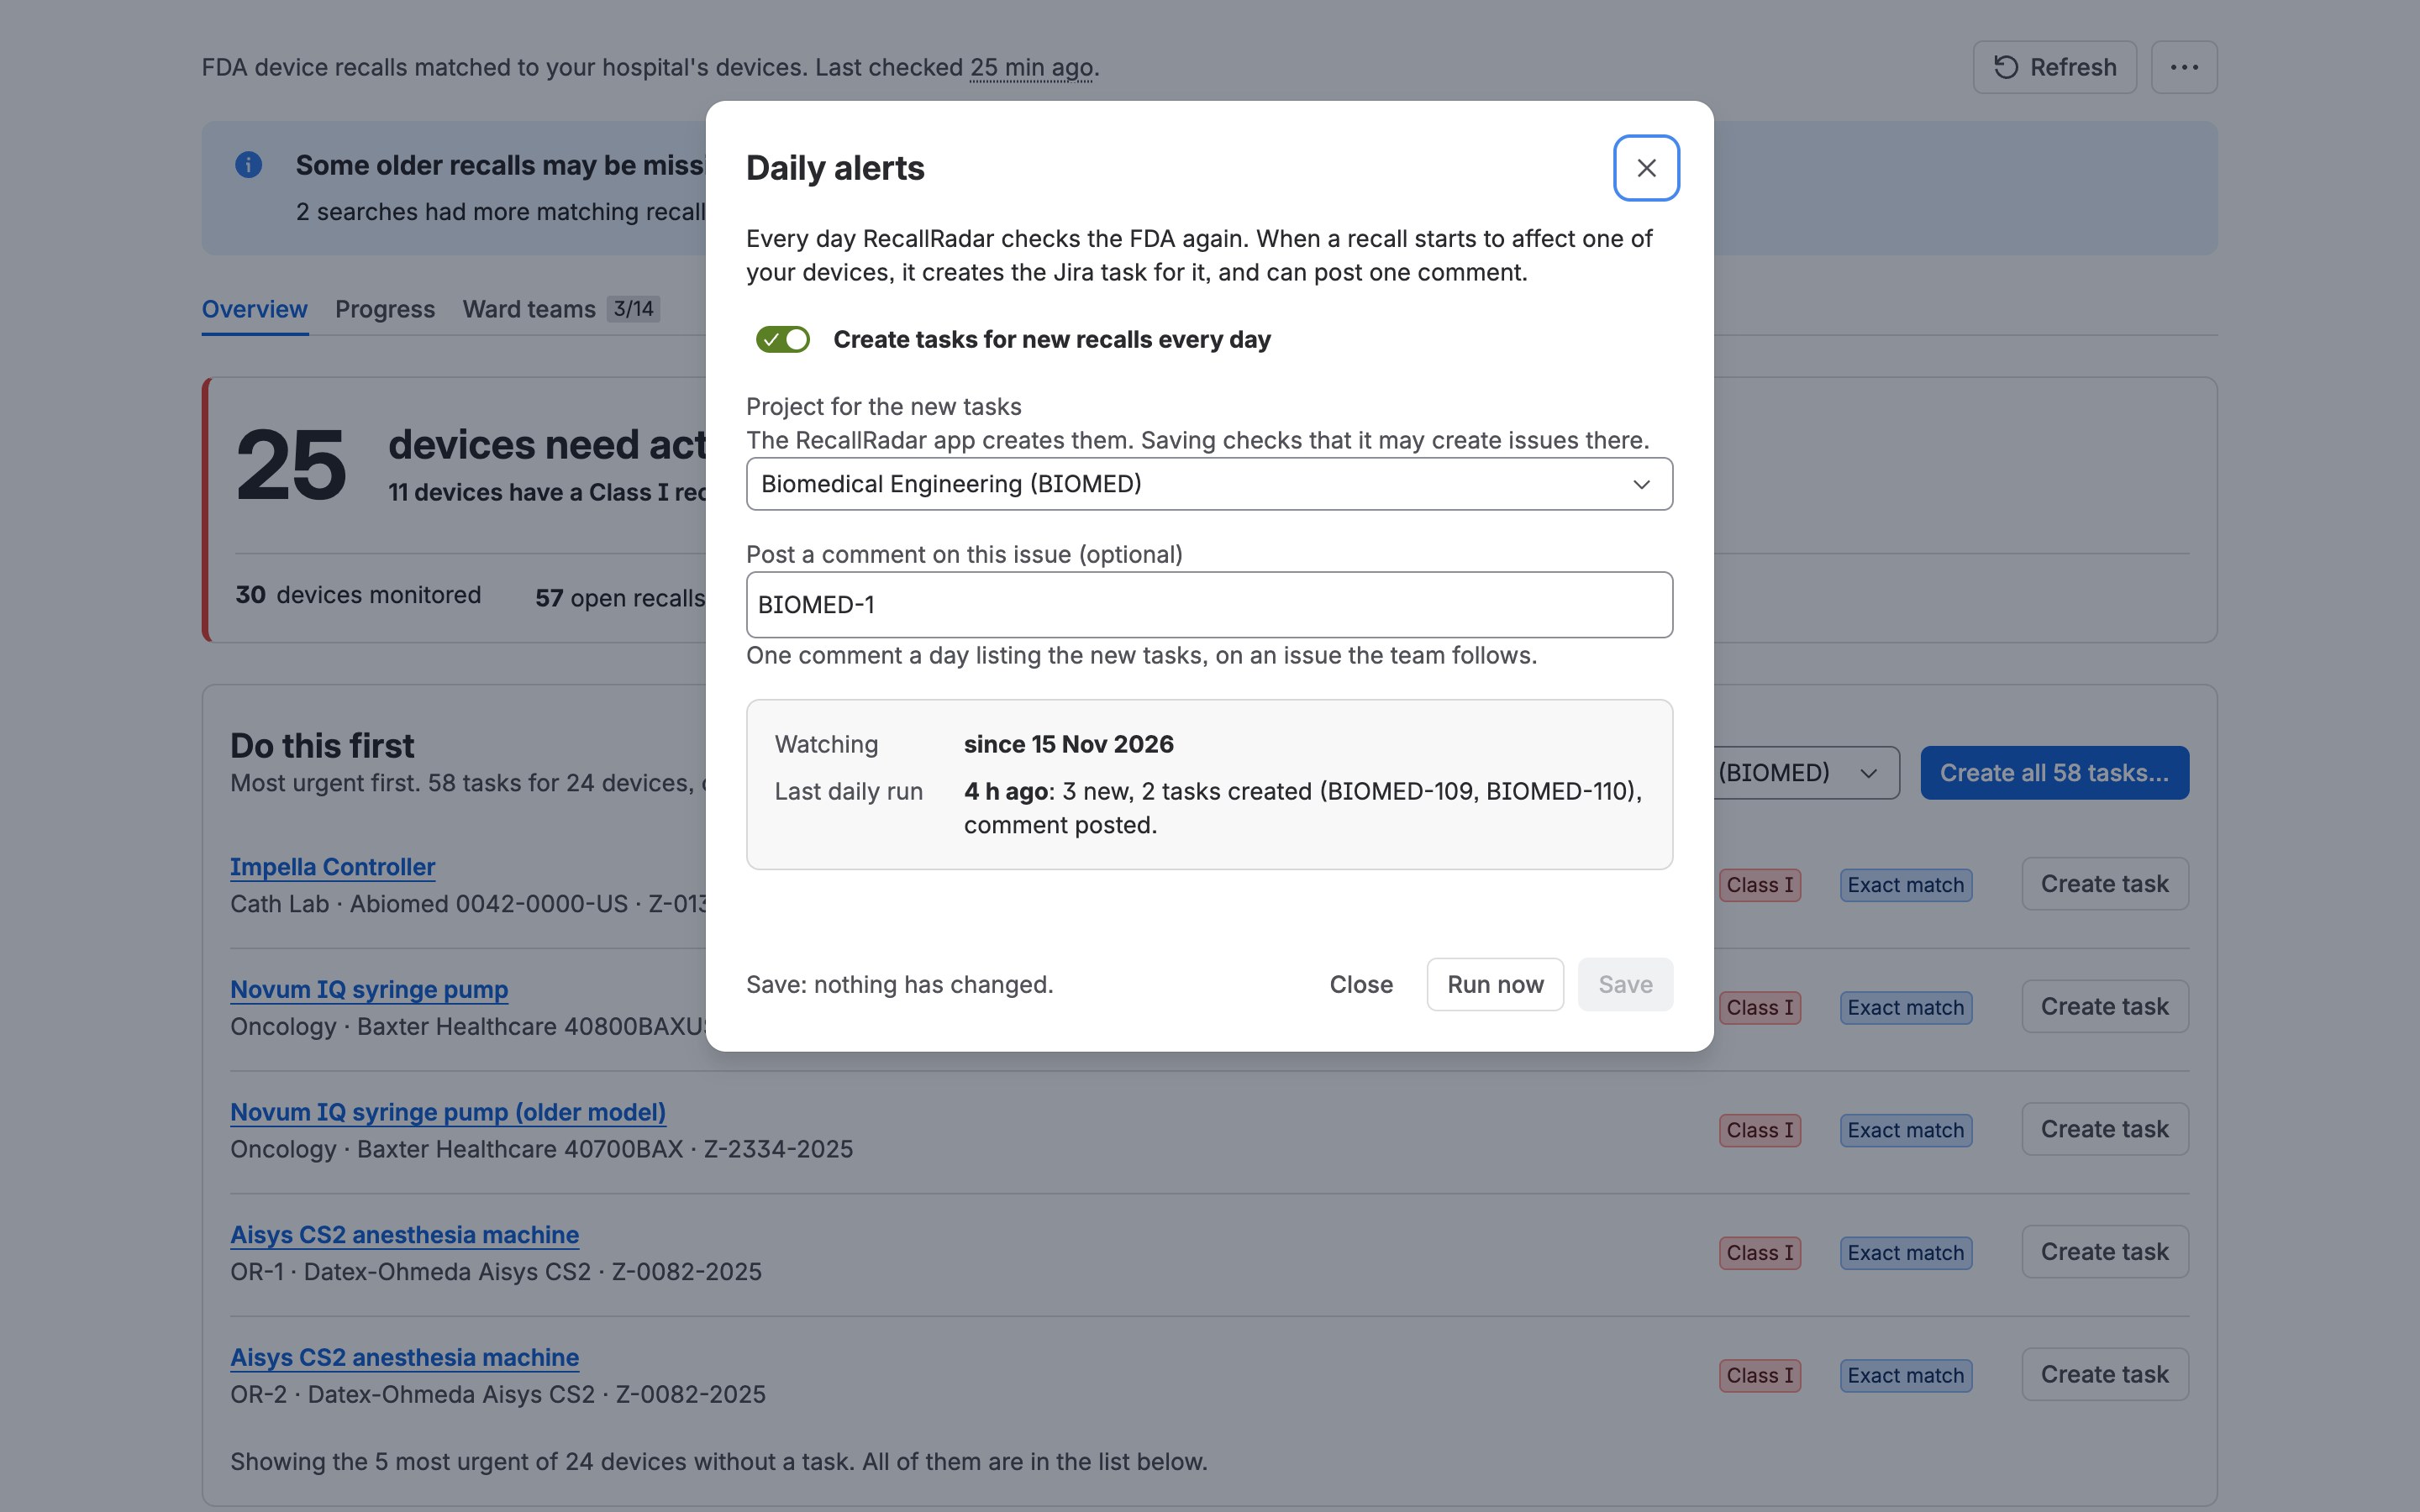 FDA device recalls matched to your hospital's devices. Last checked 25 min ago.
Refresh
Some older recalls may be
2 searches had more matching
Overview
Progress
Ward teams 3/14
25
devices need
11 devices have a Class I
30 devices monitored
57 open recalls
Do this first
Most urgent first. 58 tasks for 24 devices,
(BIOMED)
Create all 58 tasks...
Impella Controller
Cath Lab · Abiomed 0042-0000-US ·
Class I
Exact match
Create task
Novum IQ syringe pump
Oncology · Baxter Healthcare
Class I
Exact match
Create task
Novum IQ syringe pump (older model)
Oncology · Baxter Healthcare 40700BAX · Z-2334-2025
Class I
Exact match
Create task
Aisys CS2 anesthesia machine
OR-1 · Datex-Ohmeda Aisys CS2 · Z-0082-2025
Class I
Exact match
Create task
Aisys CS2 anesthesia machine
OR-2 · Datex-Ohmeda Aisys CS2 · Z-0082-2025
Class I
Exact match
Create task
Showing the 5 most urgent of 24 devices without a task. All of them are in the list below.
Daily alerts
Every day RecallRadar checks the FDA again. When a recall starts to affect one of
your devices, it creates the Jira task for it, and can post one comment.
Create tasks for new recalls every day
Project for the new tasks
The RecallRadar app creates them. Saving checks that it may create issues there.
Biomedical Engineering (BIOMED)
Post a comment on this issue (optional)
BIOMED-1
One comment a day listing the new tasks, on an issue the team follows.
Watching
since 15 Nov 2026
Last daily run
4 h ago: 3 new, 2 tasks created (BIOMED-109, BIOMED-110),
comment posted.
Save: nothing has changed.
Close
Run now
Save